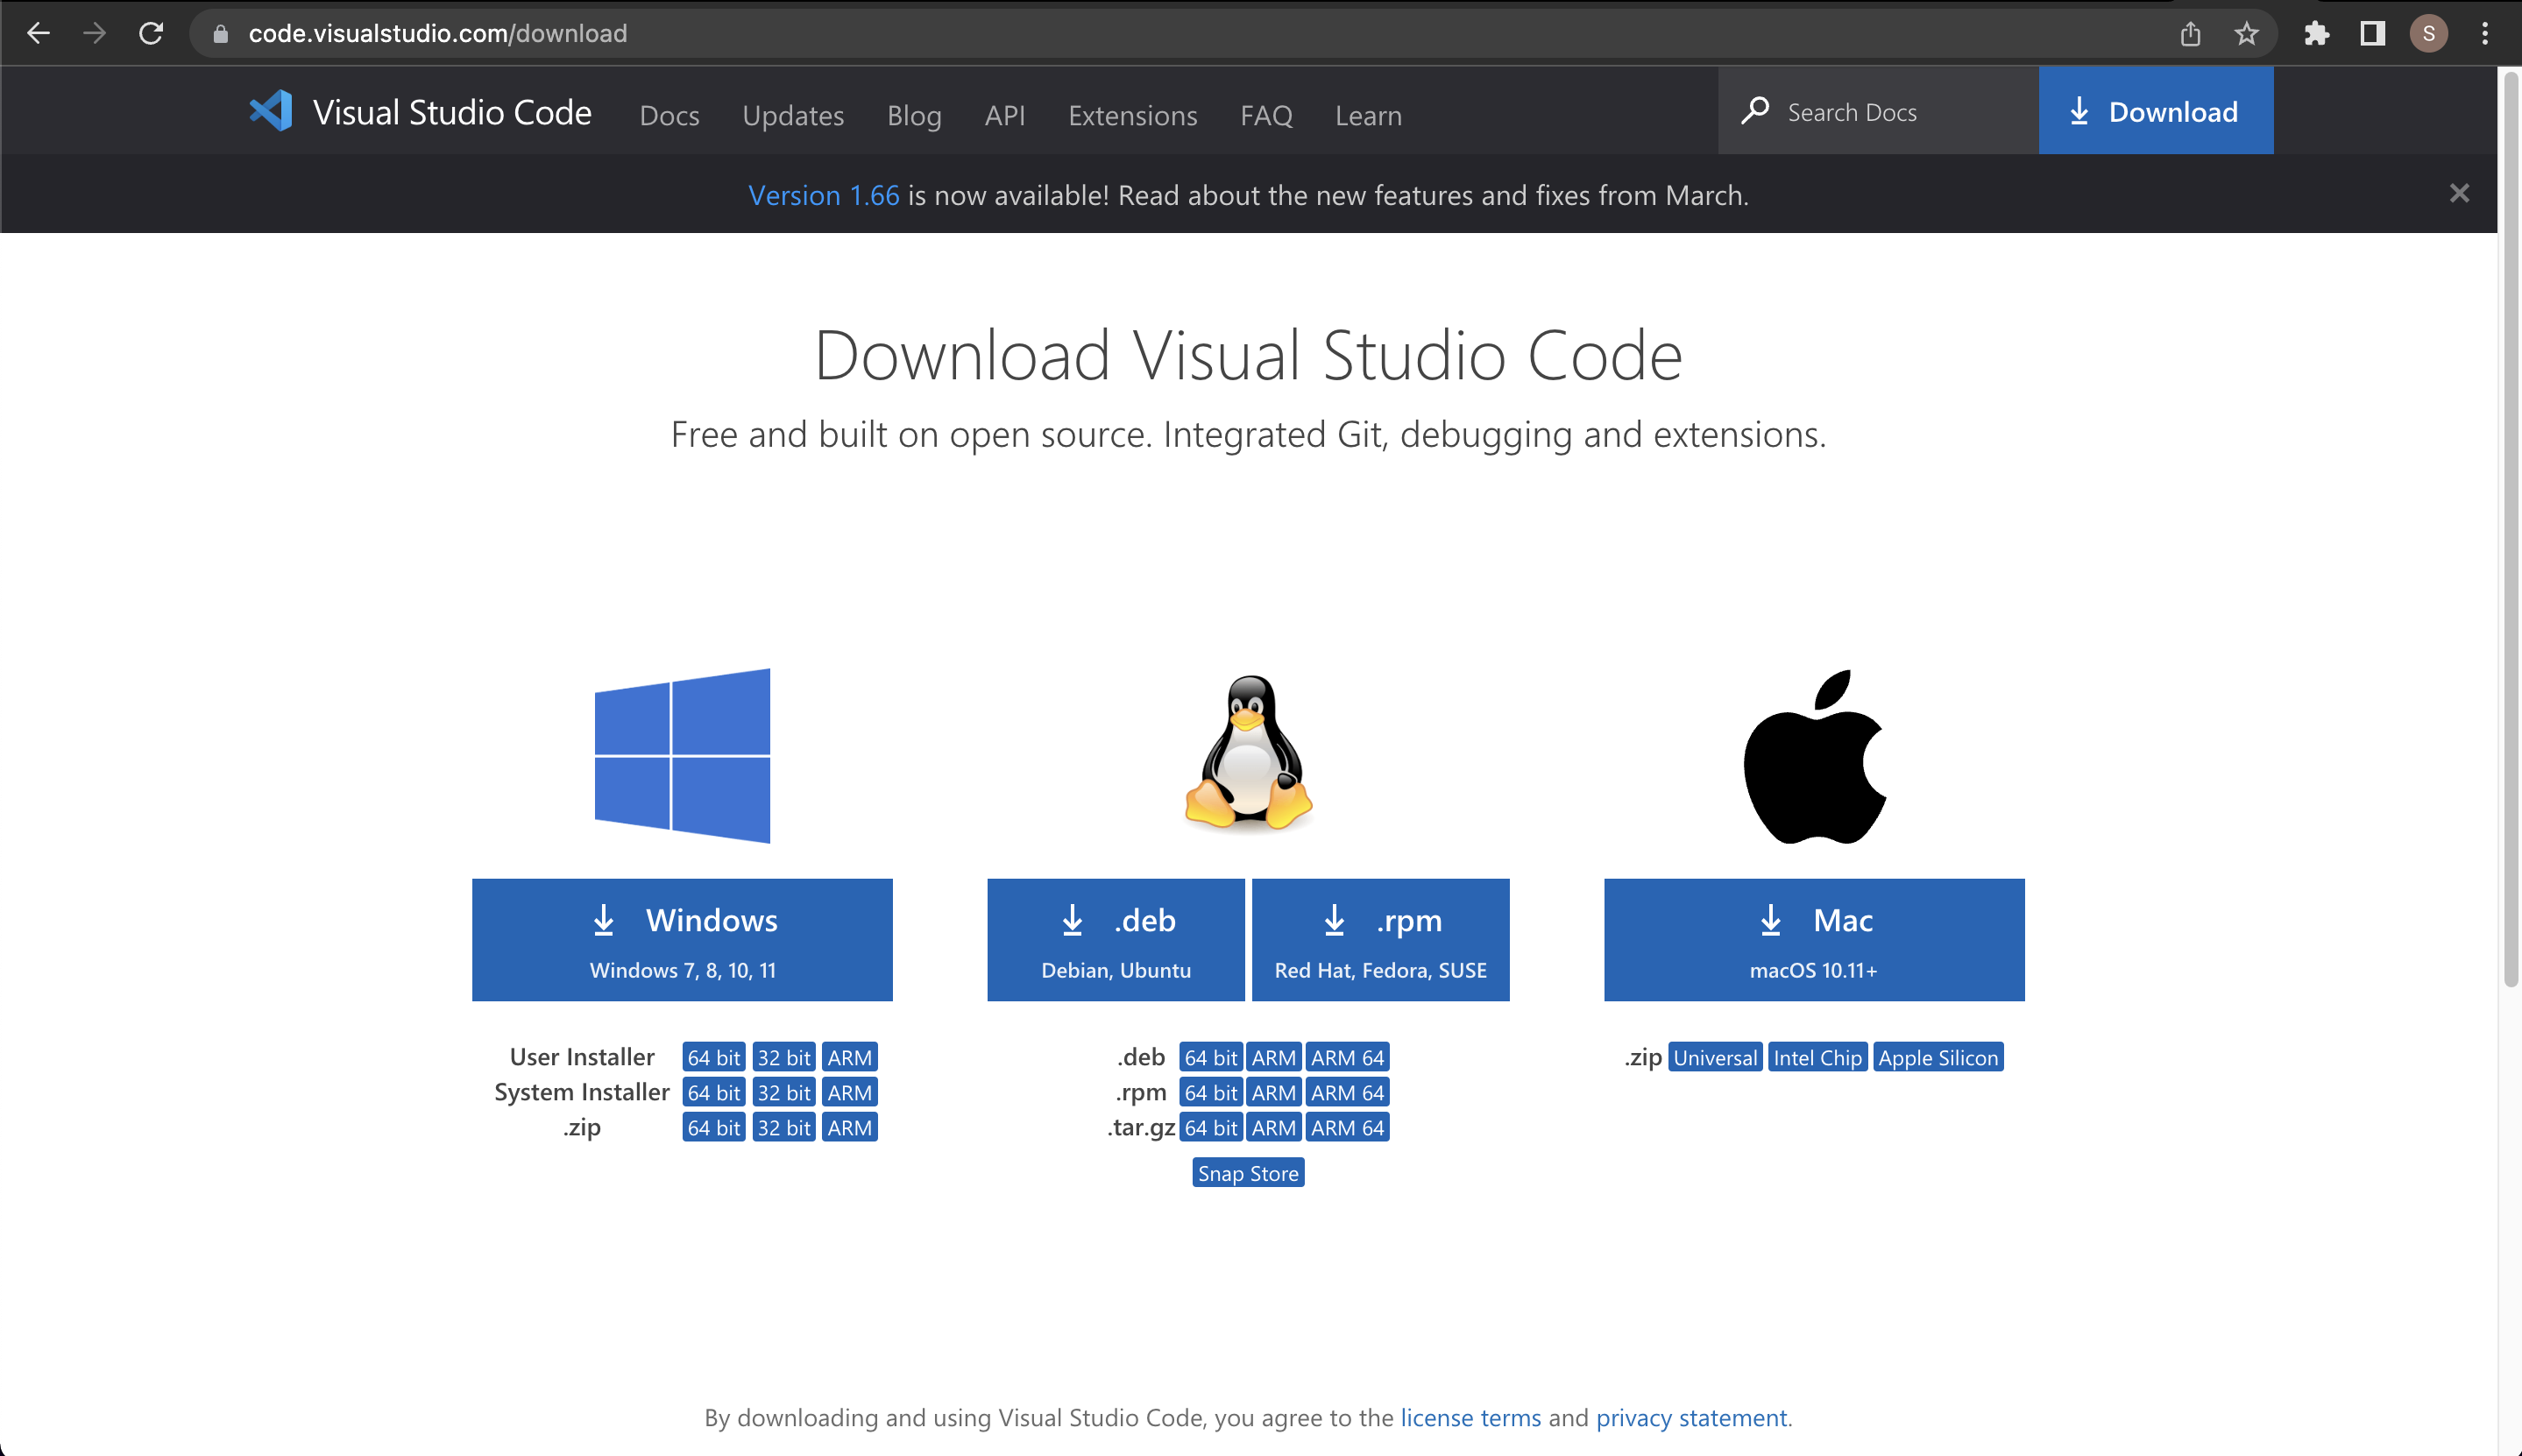 code.visualstudio.com/download
S
Visual Studio Code Docs Updates Blog API Extensions FAQ Learn Search Docs Download
Version 1.66 is now available! Read about the new features and fixes from March.
Download Visual Studio Code
Free and built on open source. Integrated Git, debugging and extensions.
Windows
Windows 7, 8, 10, 11
User Installer 64 bit 32 bit ARM
System Installer 64 bit 32 bit ARM
.zip 64 bit 32 bit ARM
.deb
Debian, Ubuntu
.rpm
Red Hat, Fedora, SUSE
.deb 64 bit ARM ARM 64
.rpm 64 bit ARM ARM 64
.tar.gz 64 bit ARM ARM 64
Snap Store
Mac
macOS 10.11+
.zip Universal Intel Chip Apple Silicon
By downloading and using Visual Studio Code, you agree to the license terms and privacy statement.